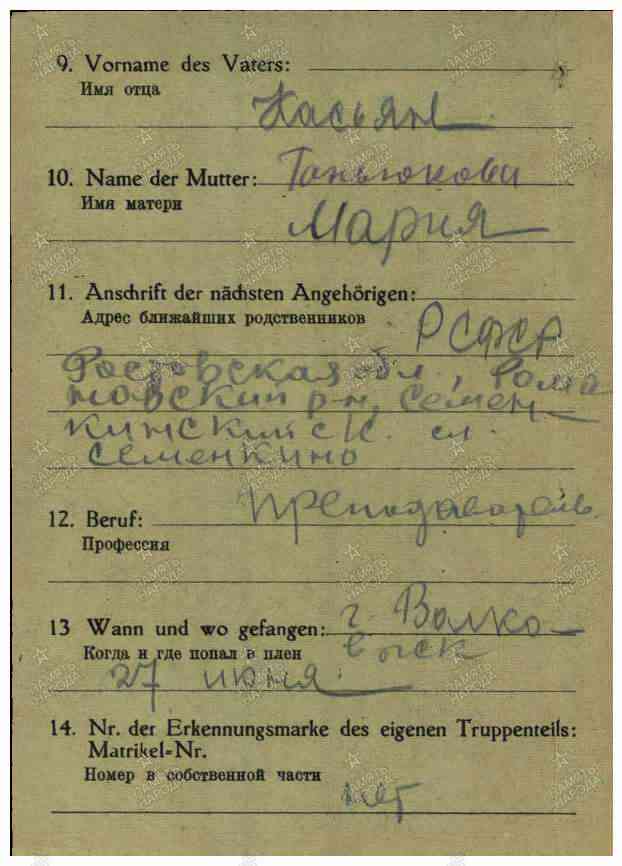 9. Vorname des Vaters:
Имя отца
Касьян
10. Name der Mutter: Танюкова
Имя матери
Мария
11. Anschrift der nächsten Angehörigen:
Адрес ближайших родственников
РСФСР
Ростовская обл., Рома
новский р-н, Семен-
кинский с/с. сл.
Семенкино
12. Beruf: преподаватель
Профессия
13 Wann und wo gefangen: г. Волко-
Когда и где попал в плен выск
27 июня
14. Nr. der Erkennungsmarke des eigenen Truppenteils:
Matrikel-Nr.
Номер в собственной части
нет